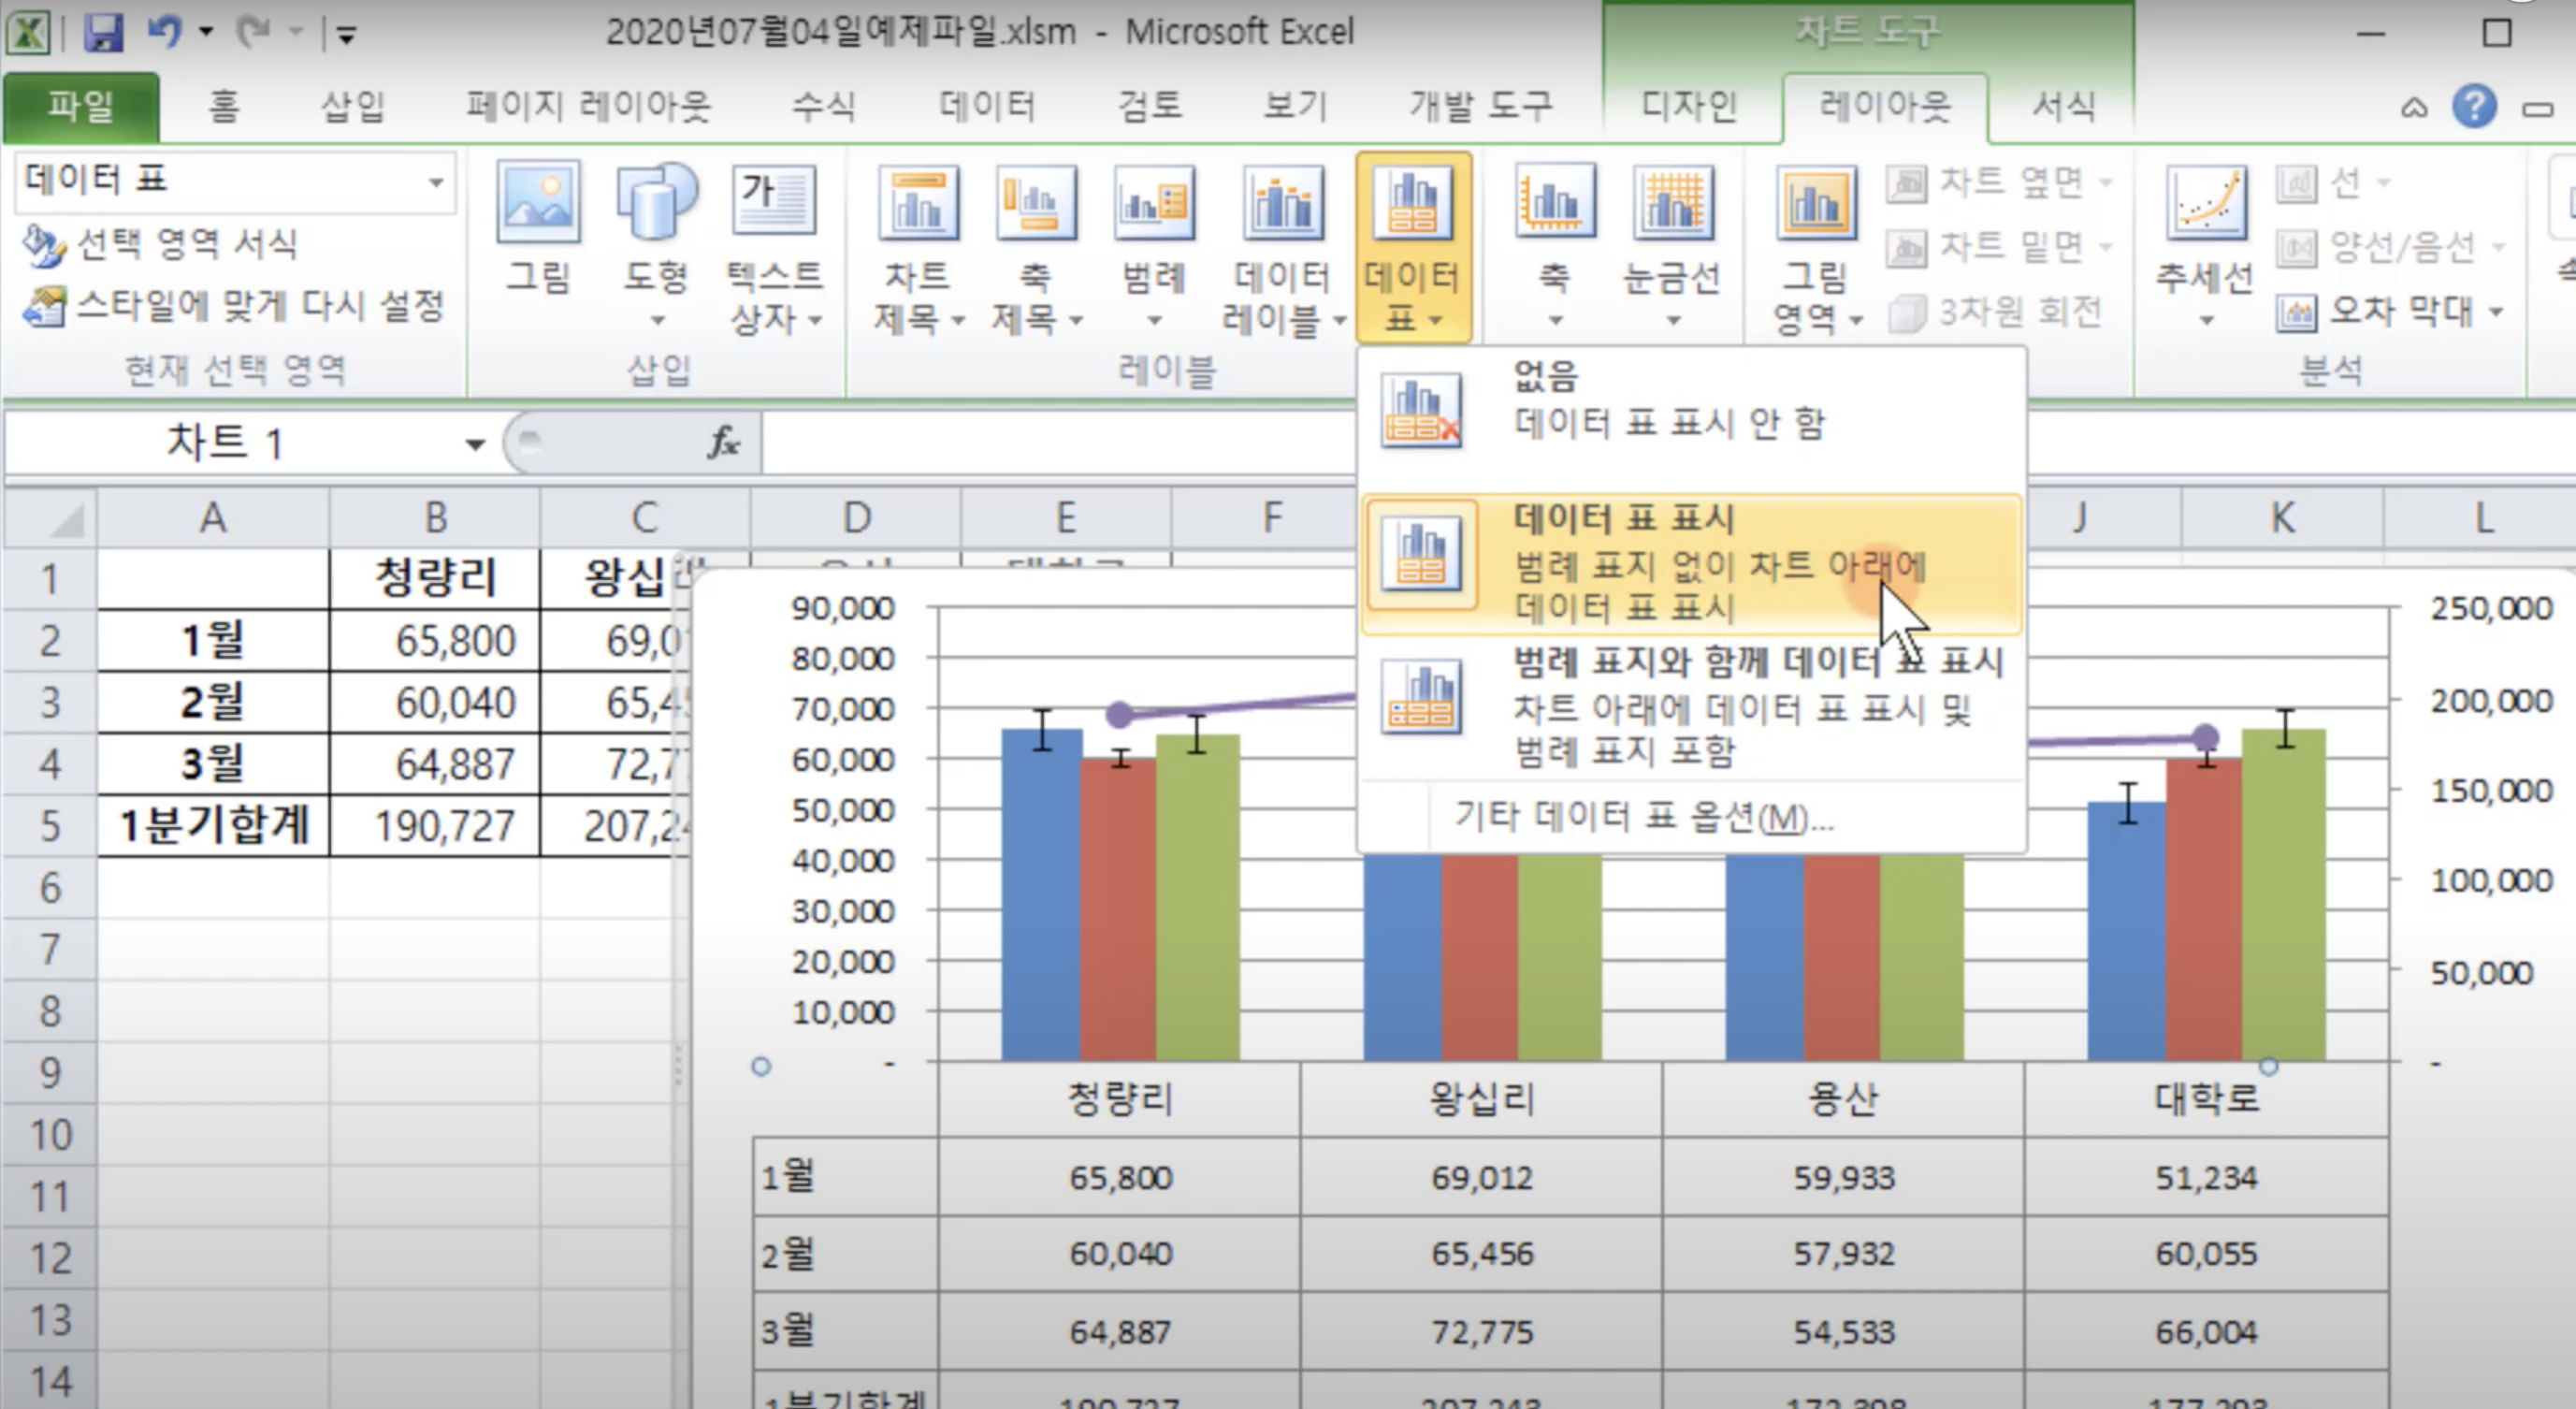 2020년07월04일예제파일.xlsm - Microsoft Excel
차트 도구
파일 홈 삽입 페이지 레이아웃 수식 데이터 검토 보기 개발 도구 디자인 레이아웃 서식
데이터 표
선택 영역 서식
스타일에 맞게 다시 설정
현재 선택 영역
그림
도형
텍스트
상자
삽입
차트
제목
축
제목
범례
데이터
레이블
데이터
표
레이블
축
눈금선
그림
영역
차트 옆면
차트 밑면
3차원 회전
추세선
선
양선/음선
오차 막대
분석
없음
데이터 표 표시 안 함
데이터 표 표시
범례 표지 없이 차트 아래에
데이터 표 표시
범례 표지와 함께 데이터 표 표시
차트 아래에 데이터 표 표시 및
범례 표지 포함
기타 데이터 표 옵션(M)...
차트 1 fx
A B C D E F J K L
1 청량리 왕십
2 1월 65,800 69,0
3 2월 60,040 65,4
4 3월 64,887 72,7
5 1분기합계 190,727 207,2
6
7
8
9
10
11
12
13
14
90,000
80,000
70,000
60,000
50,000
40,000
30,000
20,000
10,000
-
250,000
200,000
150,000
100,000
50,000
-
청량리 왕십리 용산 대학로
1월 65,800 69,012 59,933 51,234
2월 60,040 65,456 57,932 60,055
3월 64,887 72,775 54,533 66,004
1분기합계 190,727 207,243 172,398 177,293